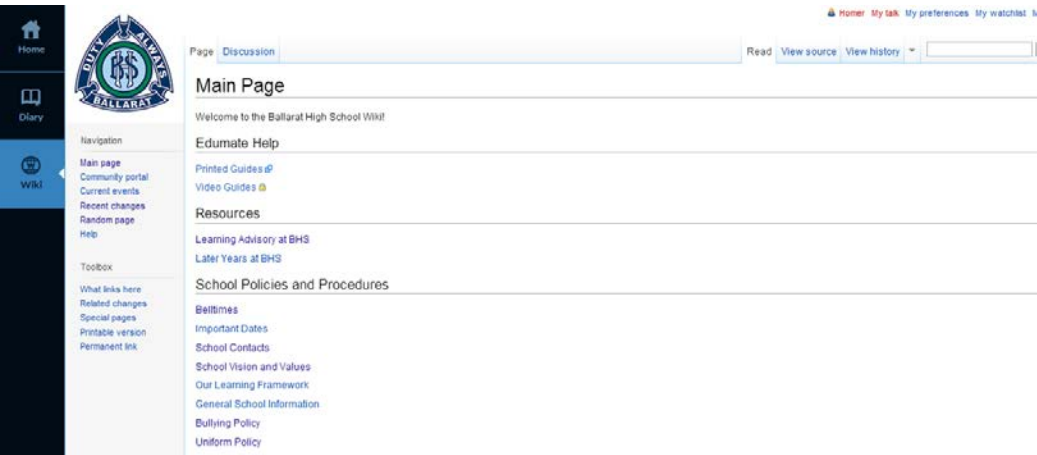 Homer My talk My preferences My watchlist
Home
Diary
Wiki
DUTY ALWAYS
BHS
BALLARAT
Page Discussion
Read View source View history
Main Page
Welcome to the Ballarat High School Wiki!
Navigation
Main page
Community portal
Current events
Recent changes
Random page
Help
Toolbox
What links here
Related changes
Special pages
Printable version
Permanent link
Edumate Help
Printed Guides
Video Guides
Resources
Learning Advisory at BHS
Later Years at BHS
School Policies and Procedures
Belltimes
Important Dates
School Contacts
School Vision and Values
Our Learning Framework
General School Information
Bullying Policy
Uniform Policy